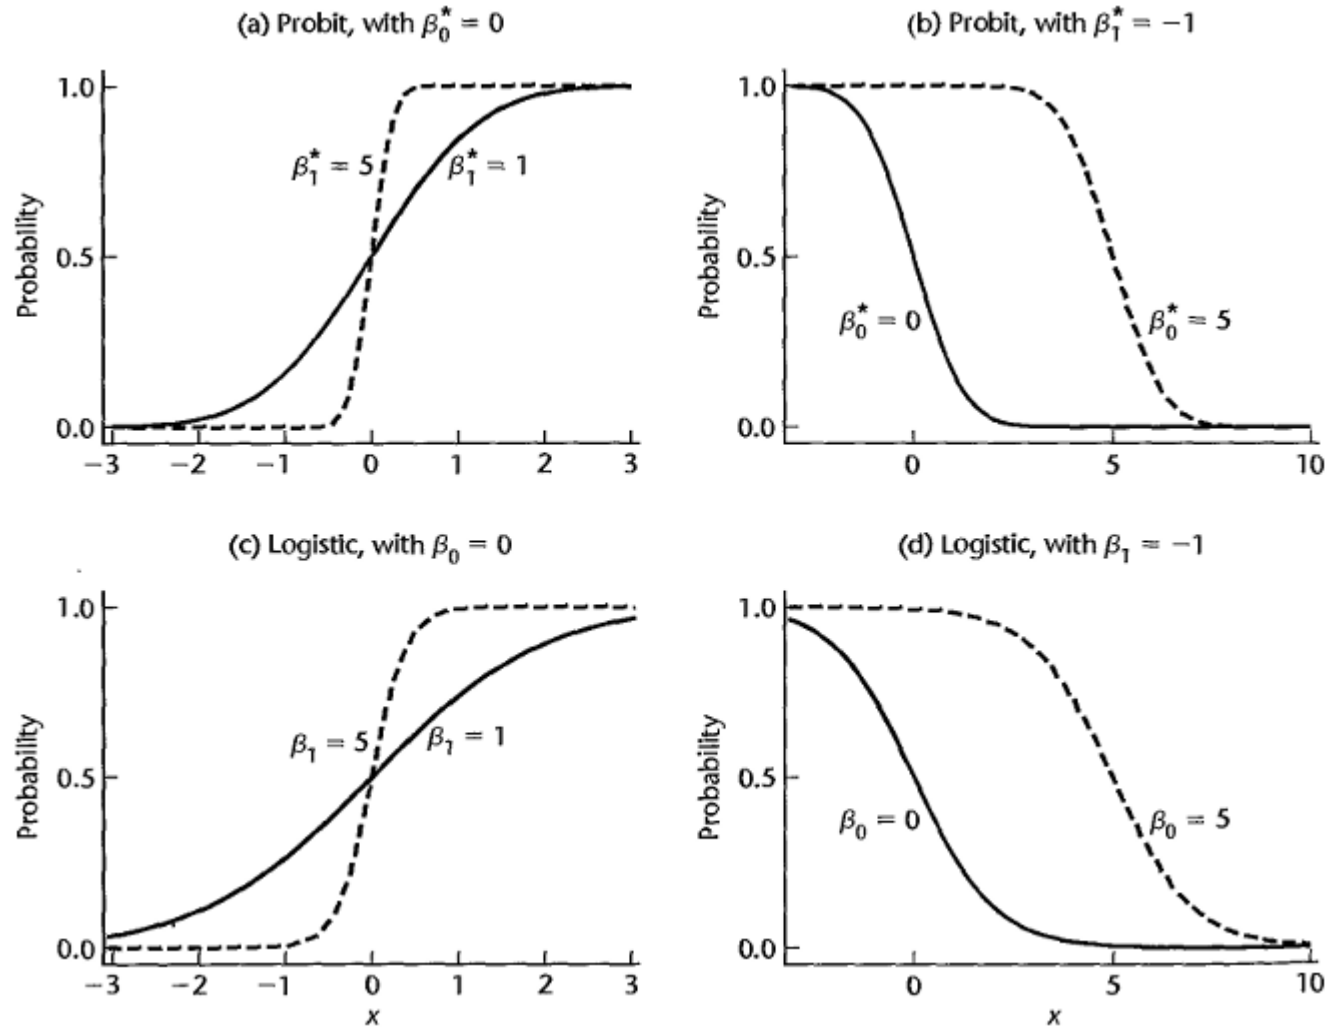 (a) Probit, with β₀* = 0
1.0
0.5
0.0
Probability
β₁* = 5
β₁* = 1
−3 −2 −1 0 1 2 3
(b) Probit, with β₁* = −1
1.0
0.5
0.0
Probability
β₀* = 0
β₀* = 5
0 5 10
(c) Logistic, with β₀ = 0
1.0
0.5
0.0
Probability
β₁ = 5
β₁ = 1
−3 −2 −1 0 1 2 3
x
(d) Logistic, with β₁ = −1
1.0
0.5
0.0
Probability
β₀ = 0
β₀ = 5
0 5 10
x